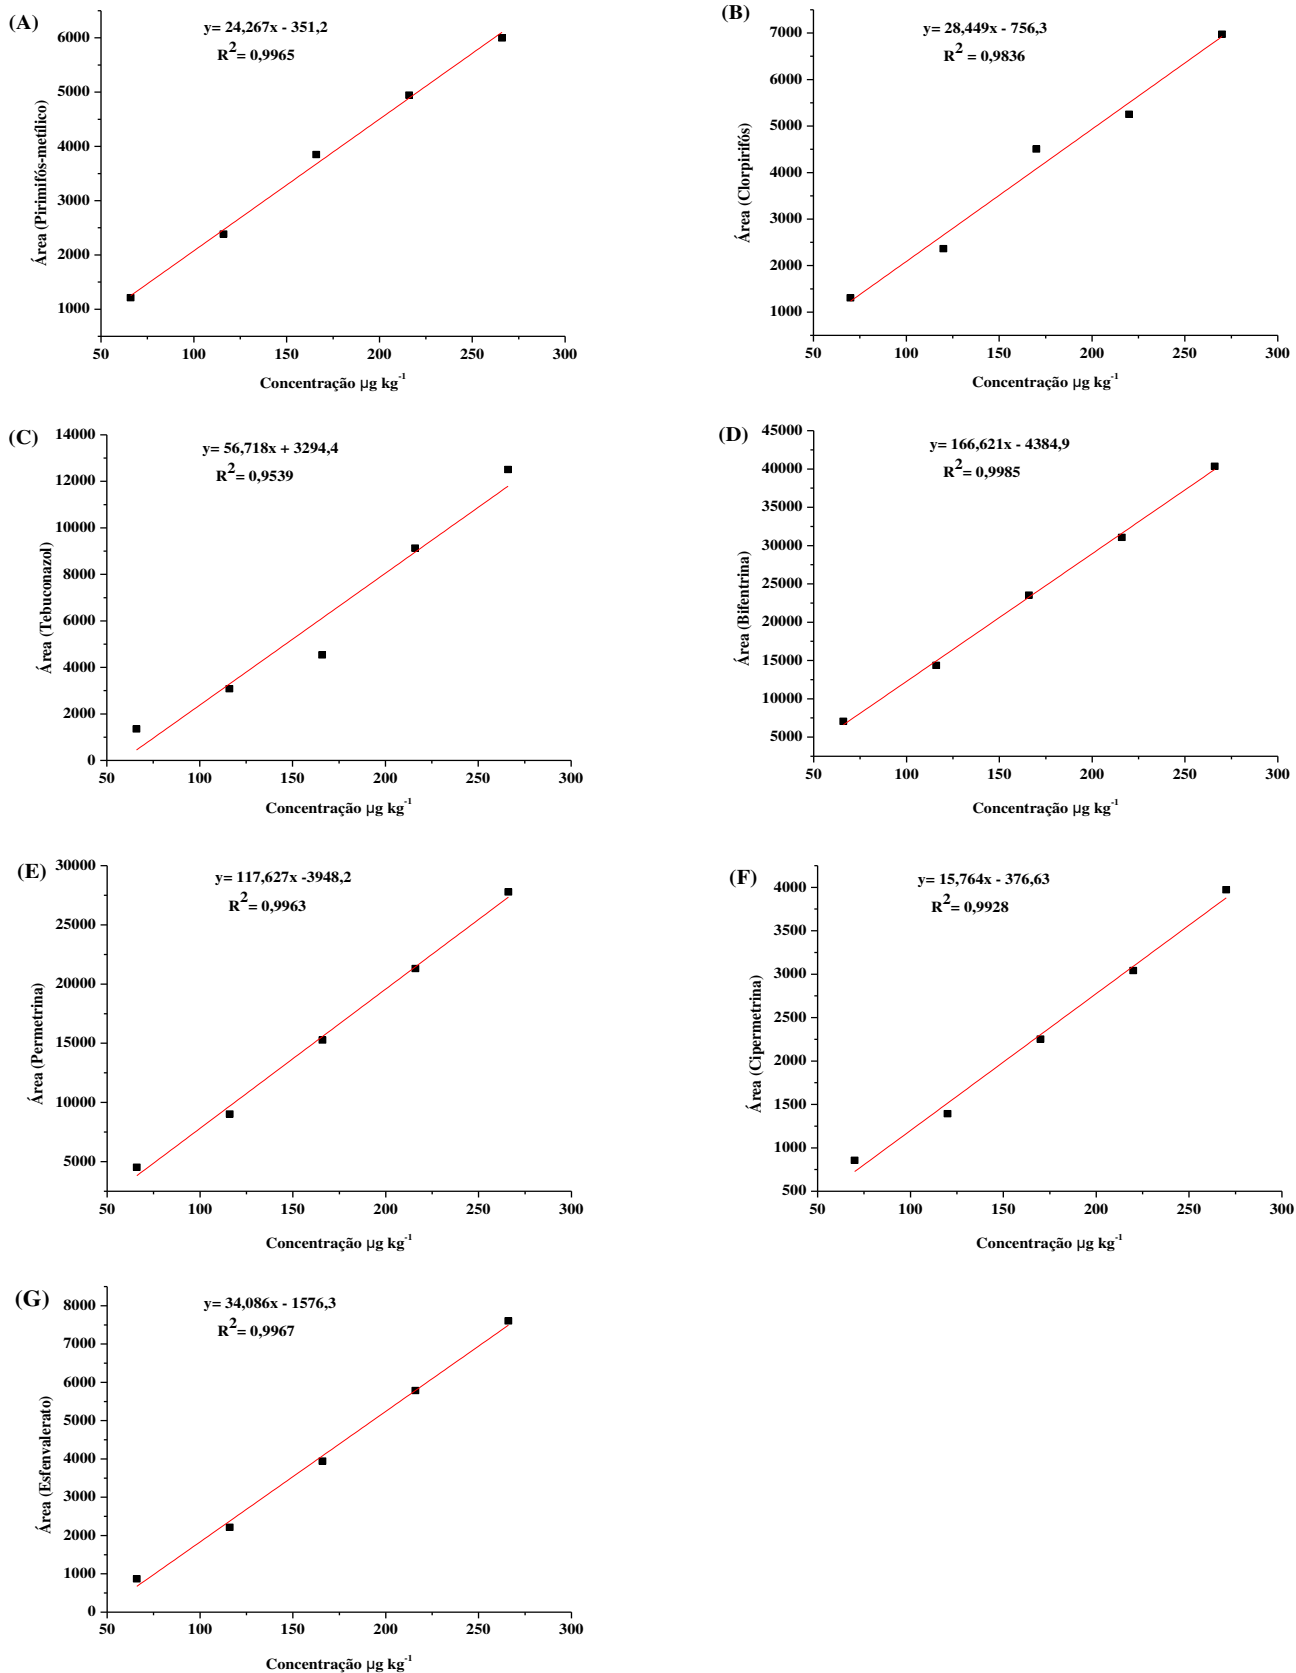 (A)
y= 24,267x - 351,2
R2= 0,9965
Área (Pirimifós-metílico)
6000
5000
4000
3000
2000
1000
50 100 150 200 250 300
Concentração µg kg-1
(B)
y= 28,449x - 756,3
R2= 0,9836
Área (Clorpirifós)
7000
6000
5000
4000
3000
2000
1000
50 100 150 200 250 300
Concentração µg kg-1
(C)
y= 56,718x + 3294,4
R2= 0,9539
Área (Tebuconazol)
14000
12000
10000
8000
6000
4000
2000
0
50 100 150 200 250 300
Concentração µg kg-1
(D)
y= 166,621x - 4384,9
R2= 0,9985
Área (Bifentrina)
45000
40000
35000
30000
25000
20000
15000
10000
5000
50 100 150 200 250 300
Concentração µg kg-1
(E)
y= 117,627x -3948,2
R2= 0,9963
Área (Permetrina)
30000
25000
20000
15000
10000
5000
50 100 150 200 250 300
Concentração µg kg-1
(F)
y= 15,764x - 376,63
R2= 0,9928
Área (Cipermetrina)
4000
3500
3000
2500
2000
1500
1000
500
50 100 150 200 250 300
Concentração µg kg-1
(G)
y= 34,086x - 1576,3
R2= 0,9967
Área (Esfenvalerato)
8000
7000
6000
5000
4000
3000
2000
1000
0
50 100 150 200 250 300
Concentração µg kg-1